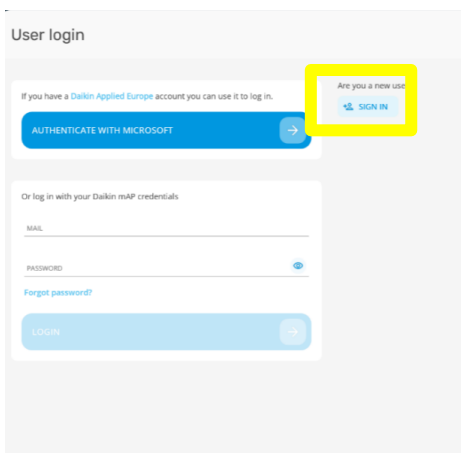 User login
If you have a Daikin Applied Europe account you can use it to log in.
AUTHENTICATE WITH MICROSOFT
Are you a new use
SIGN IN
Or log in with your Daikin mAP credentials
MAIL
PASSWORD
Forgot password?
LOGIN